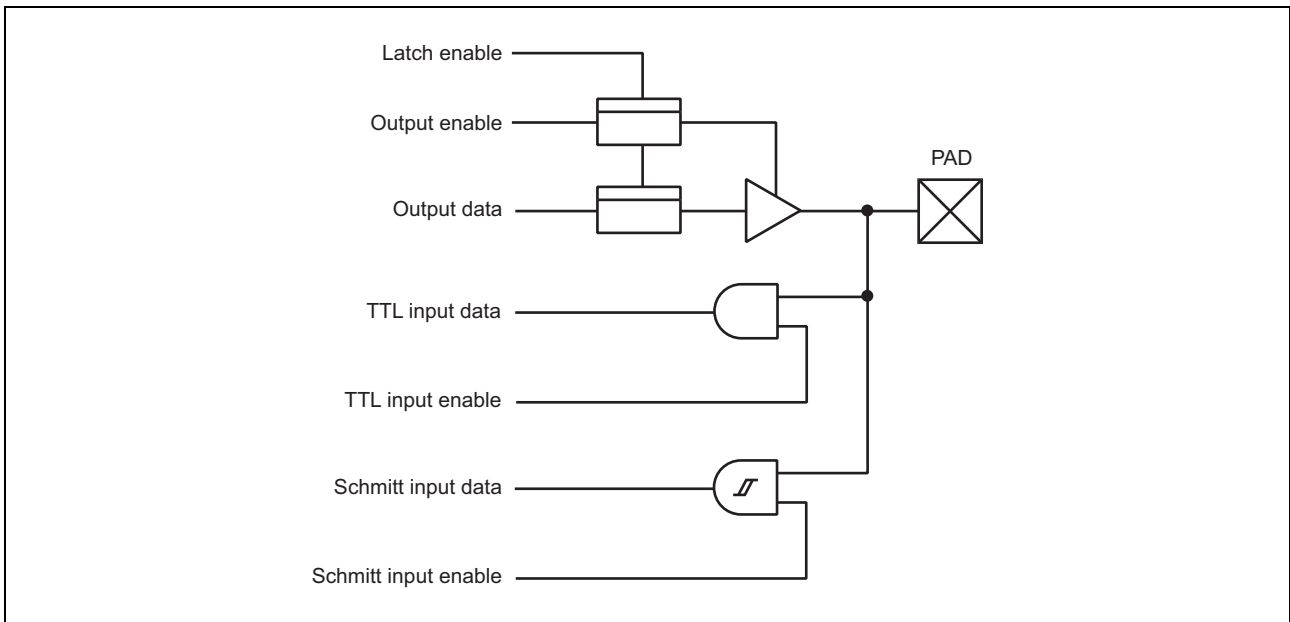 Latch enable
Output enable
PAD
Output data
TTL input data
TTL input enable
Schmitt input data
Schmitt input enable